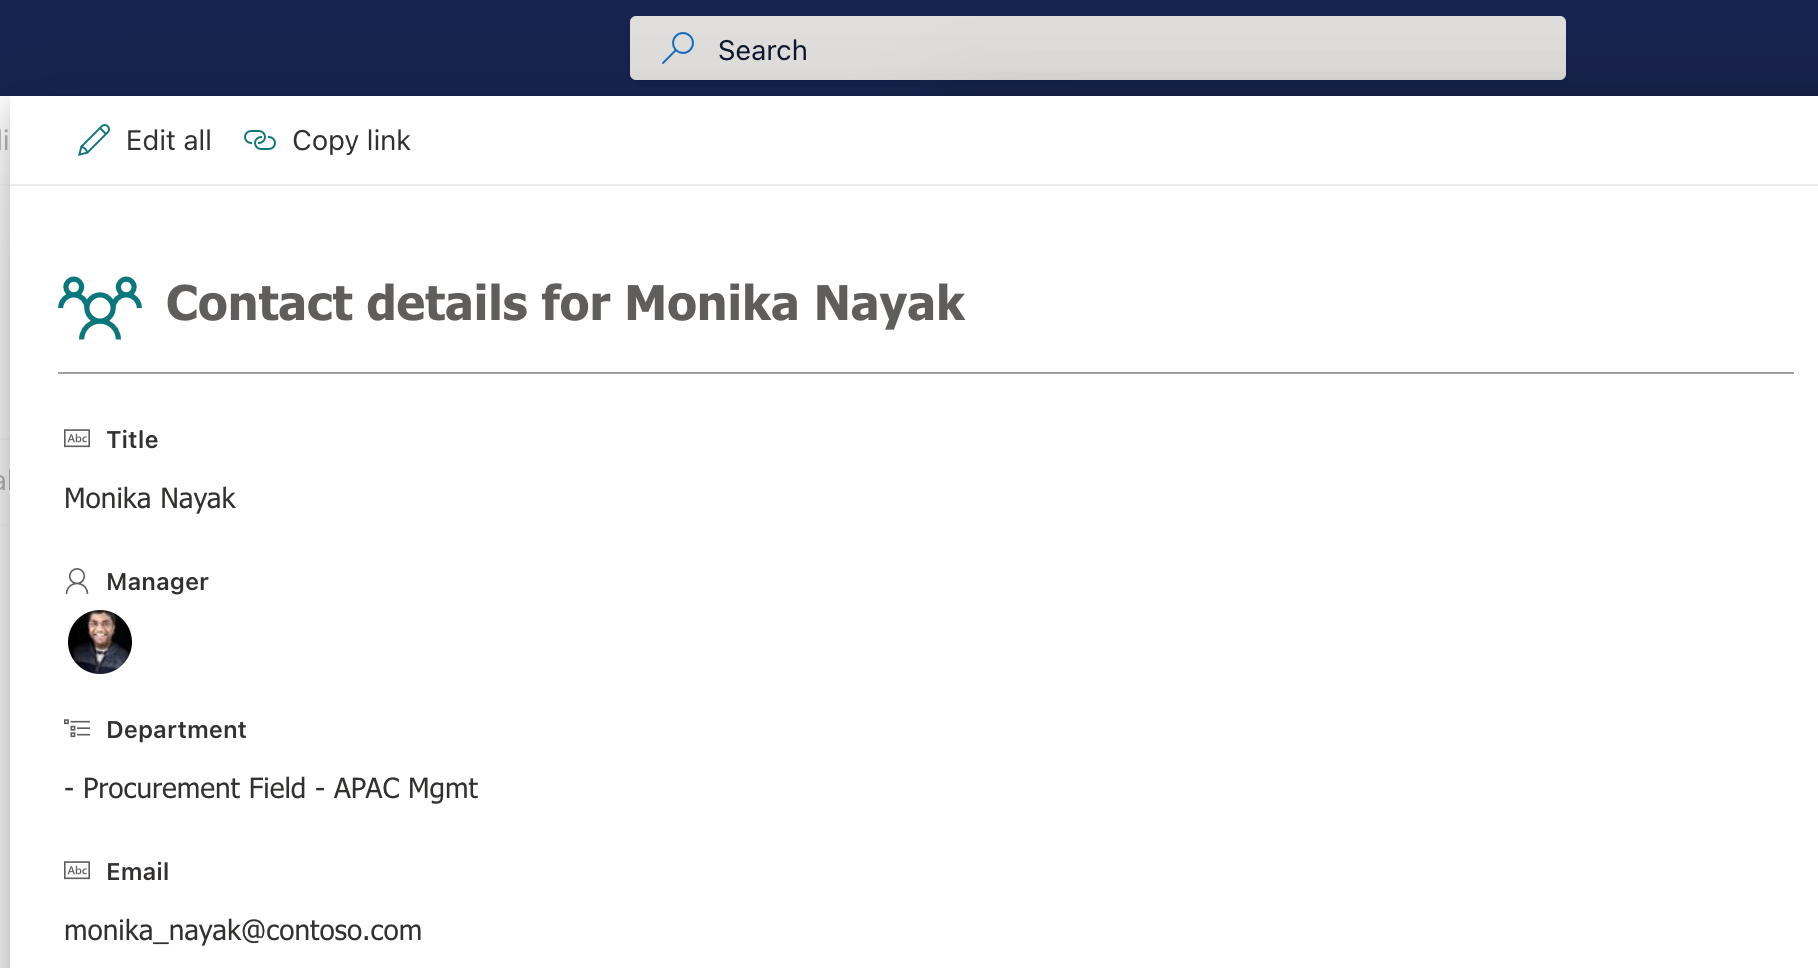 Search
Edit all
Copy link
Contact details for Monika Nayak
Abc Title
Monika Nayak
Manager
Department
- Procurement Field - APAC Mgmt
Abc Email
monika_nayak@contoso.com